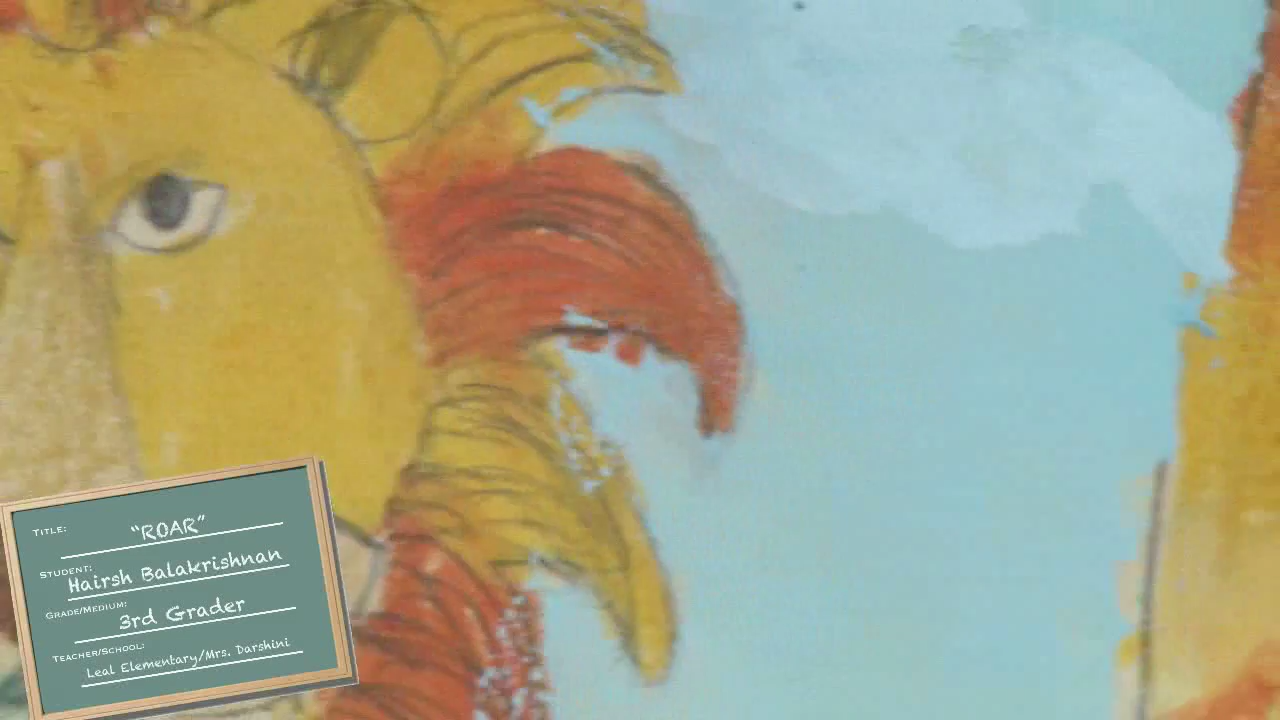 TITLE:
"ROAR"
STUDENT:
Hairsh Balakrishnan
GRADE/MEDIUM:
3rd Grader
TEACHER/SCHOOL:
Leal Elementary/Mrs. Darshini